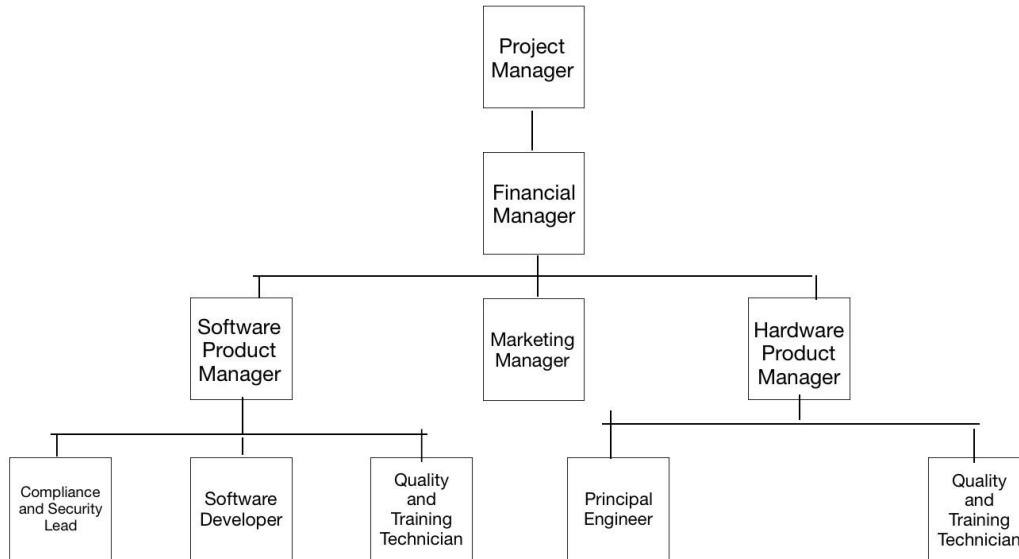 Project
Manager
Financial
Manager
Software
Product
Manager
Marketing
Manager
Hardware
Product
Manager
Compliance
and Security
Lead
Software
Developer
Quality
and
Training
Technician
Principal
Engineer
Quality
and
Training
Technician